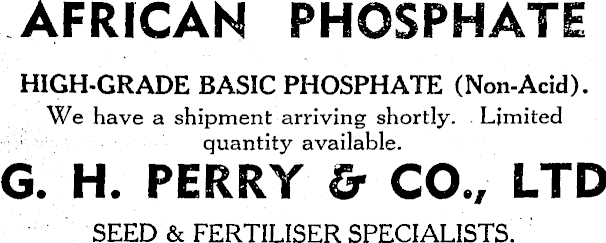 AFRICAN PHOSPHATE
HIGH-GRADE BASIC PHOSPHATE (Non-Acid).
We have a shipment arriving shortly. Limited
quantity available.
G. H. PERRY & CO., LTD
SEED & FERTILISER SPECIALISTS.